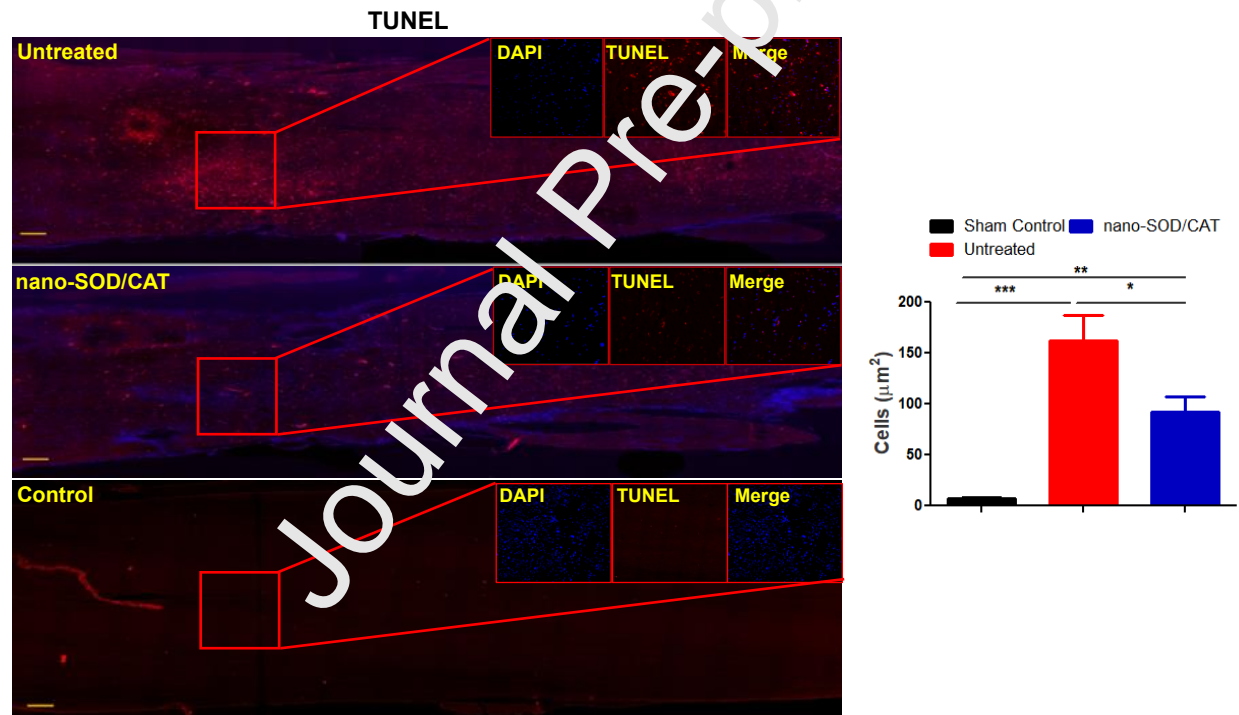 TUNEL
Untreated
DAPI TUNEL Merge
nano-SOD/CAT
DAPI TUNEL Merge
Control
DAPI TUNEL Merge
Journal Pre-p
Sham Control nano-SOD/CAT
Untreated
**
*** *
200
150
100
50
0
Cells (μm²)